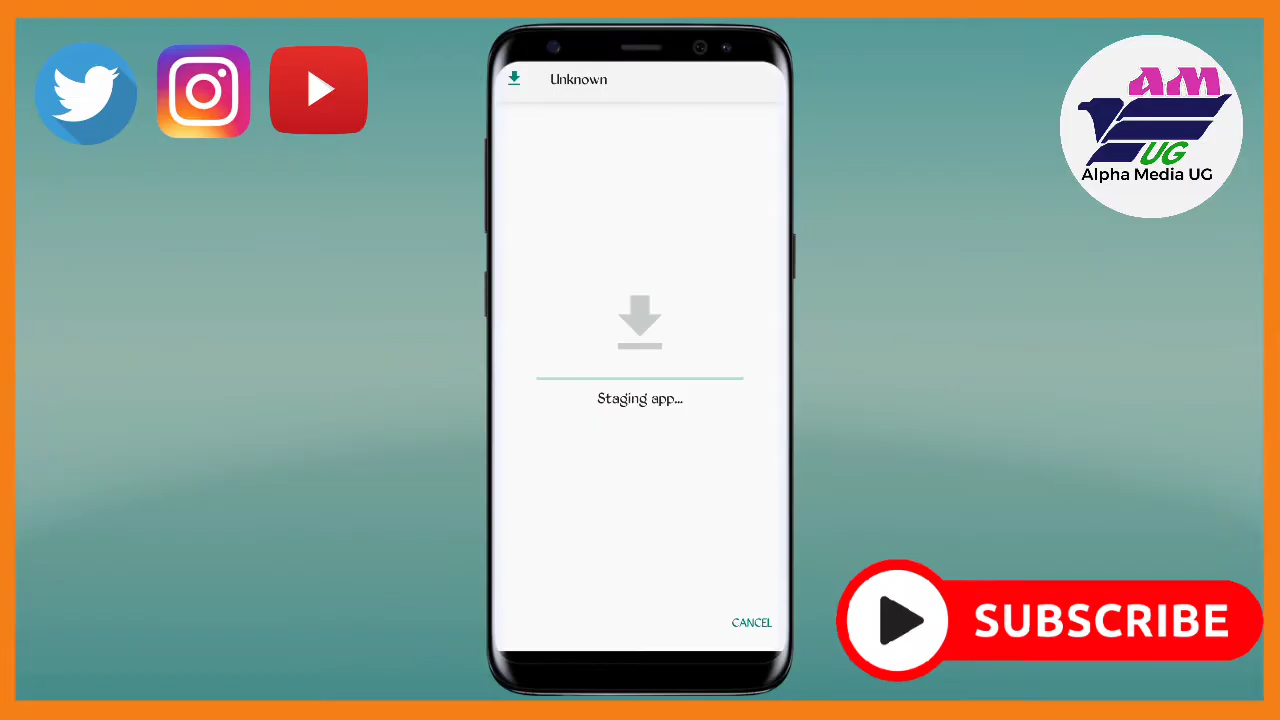 Unknown
AM
UG
Alpha Media UG
Staging app...
CANCEL
SUBSCRIBE